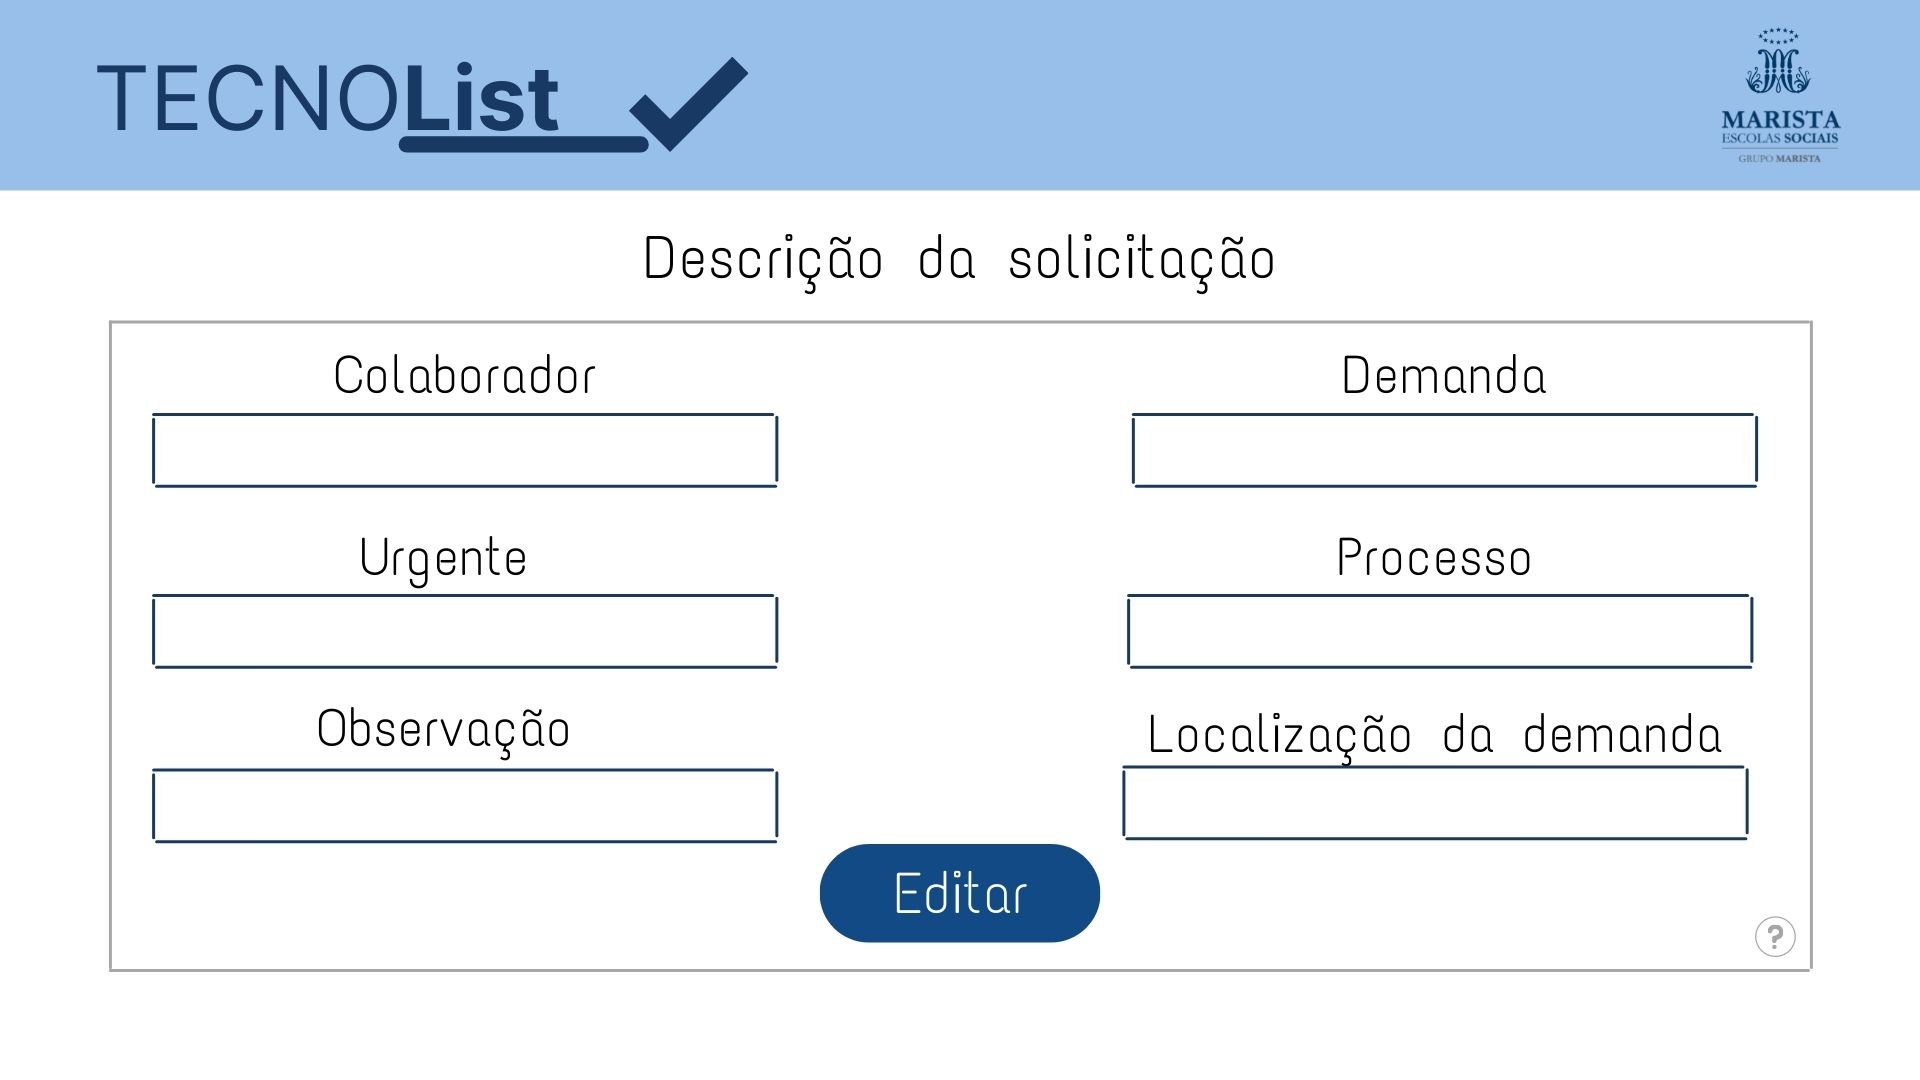 TECNOList
MARISTA
ESCOLAS SOCIAIS
GRUPO MARISTA
Descrição da solicitação
Colaborador
Demanda
Urgente
Processo
Observação
Localização da demanda
Editar
?